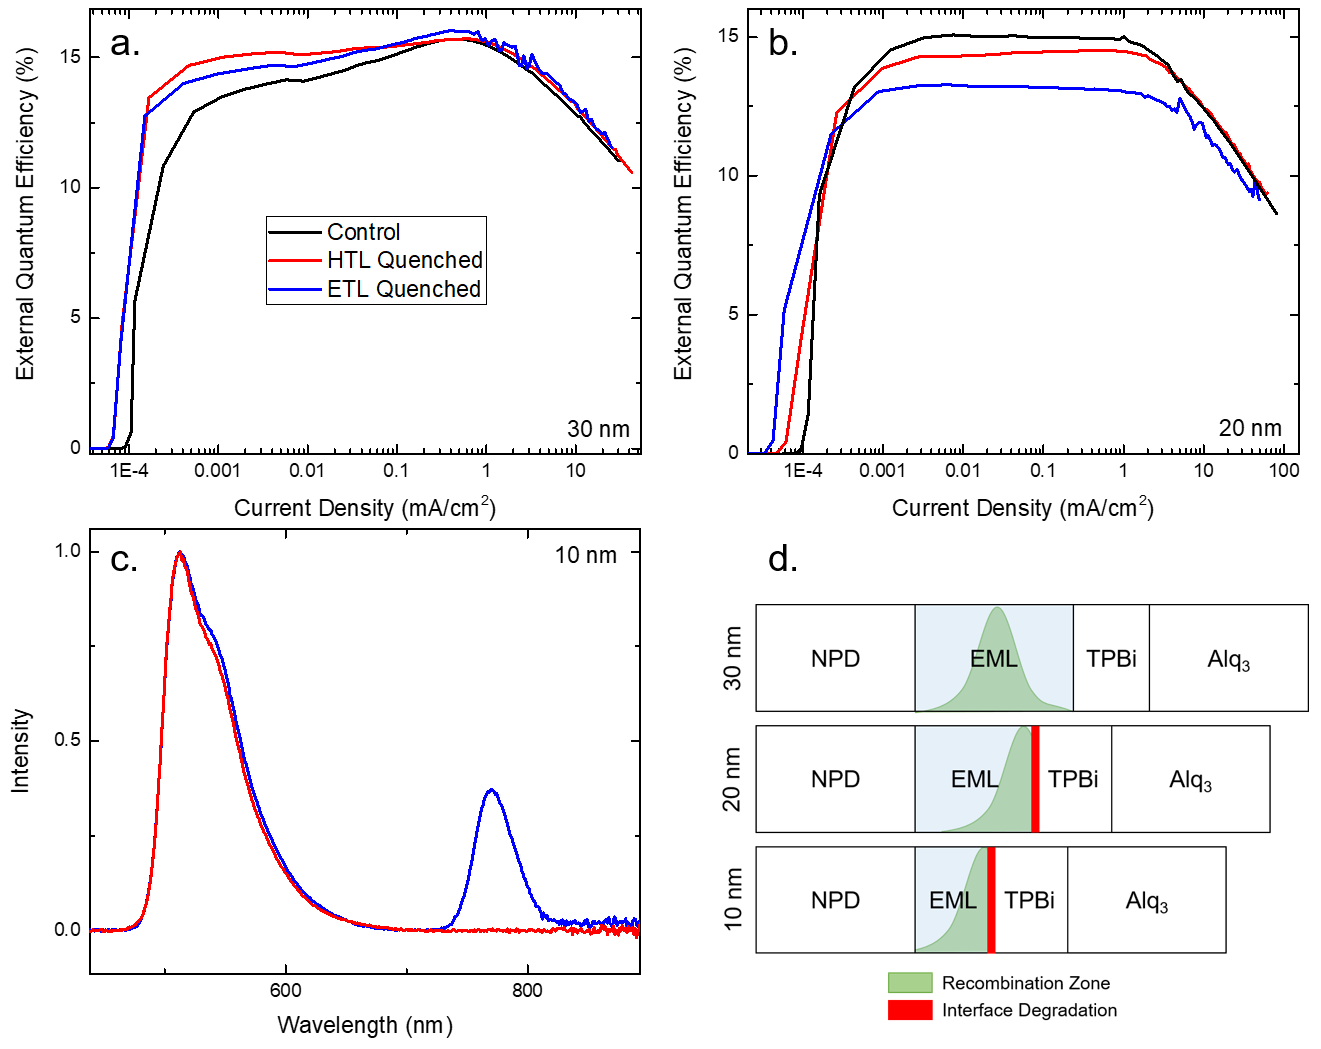 a.
External Quantum Efficiency (%)
15
10
5
0
Control
HTL Quenched
ETL Quenched
30 nm
1E-4 0.001 0.01 0.1 1 10
Current Density (mA/cm²)
b.
External Quantum Efficiency (%)
15
10
5
0
20 nm
1E-4 0.001 0.01 0.1 1 10 100
Current Density (mA/cm²)
c.
10 nm
Intensity
1.0
0.5
0.0
600 800
Wavelength (nm)
d.
30 nm
NPD EML TPBi Alq₃
20 nm
NPD EML TPBi Alq₃
10 nm
NPD EML TPBi Alq₃
Recombination Zone
Interface Degradation